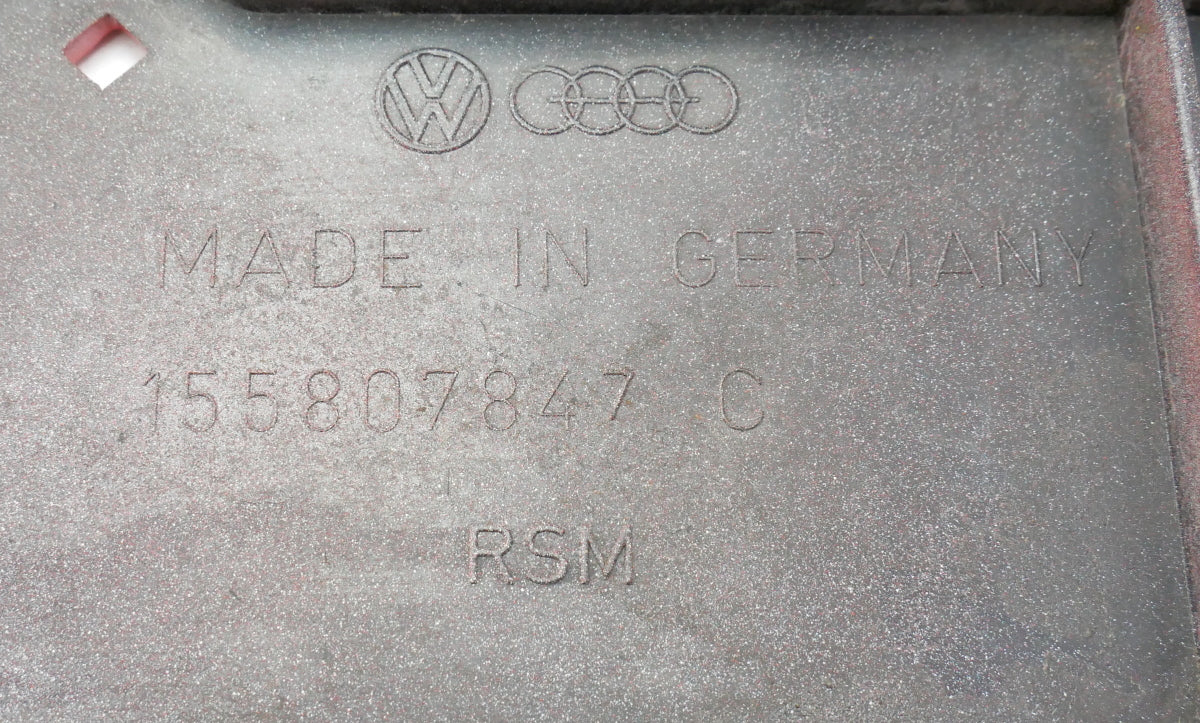 MADE IN GERMANY
155807847 C
RSM